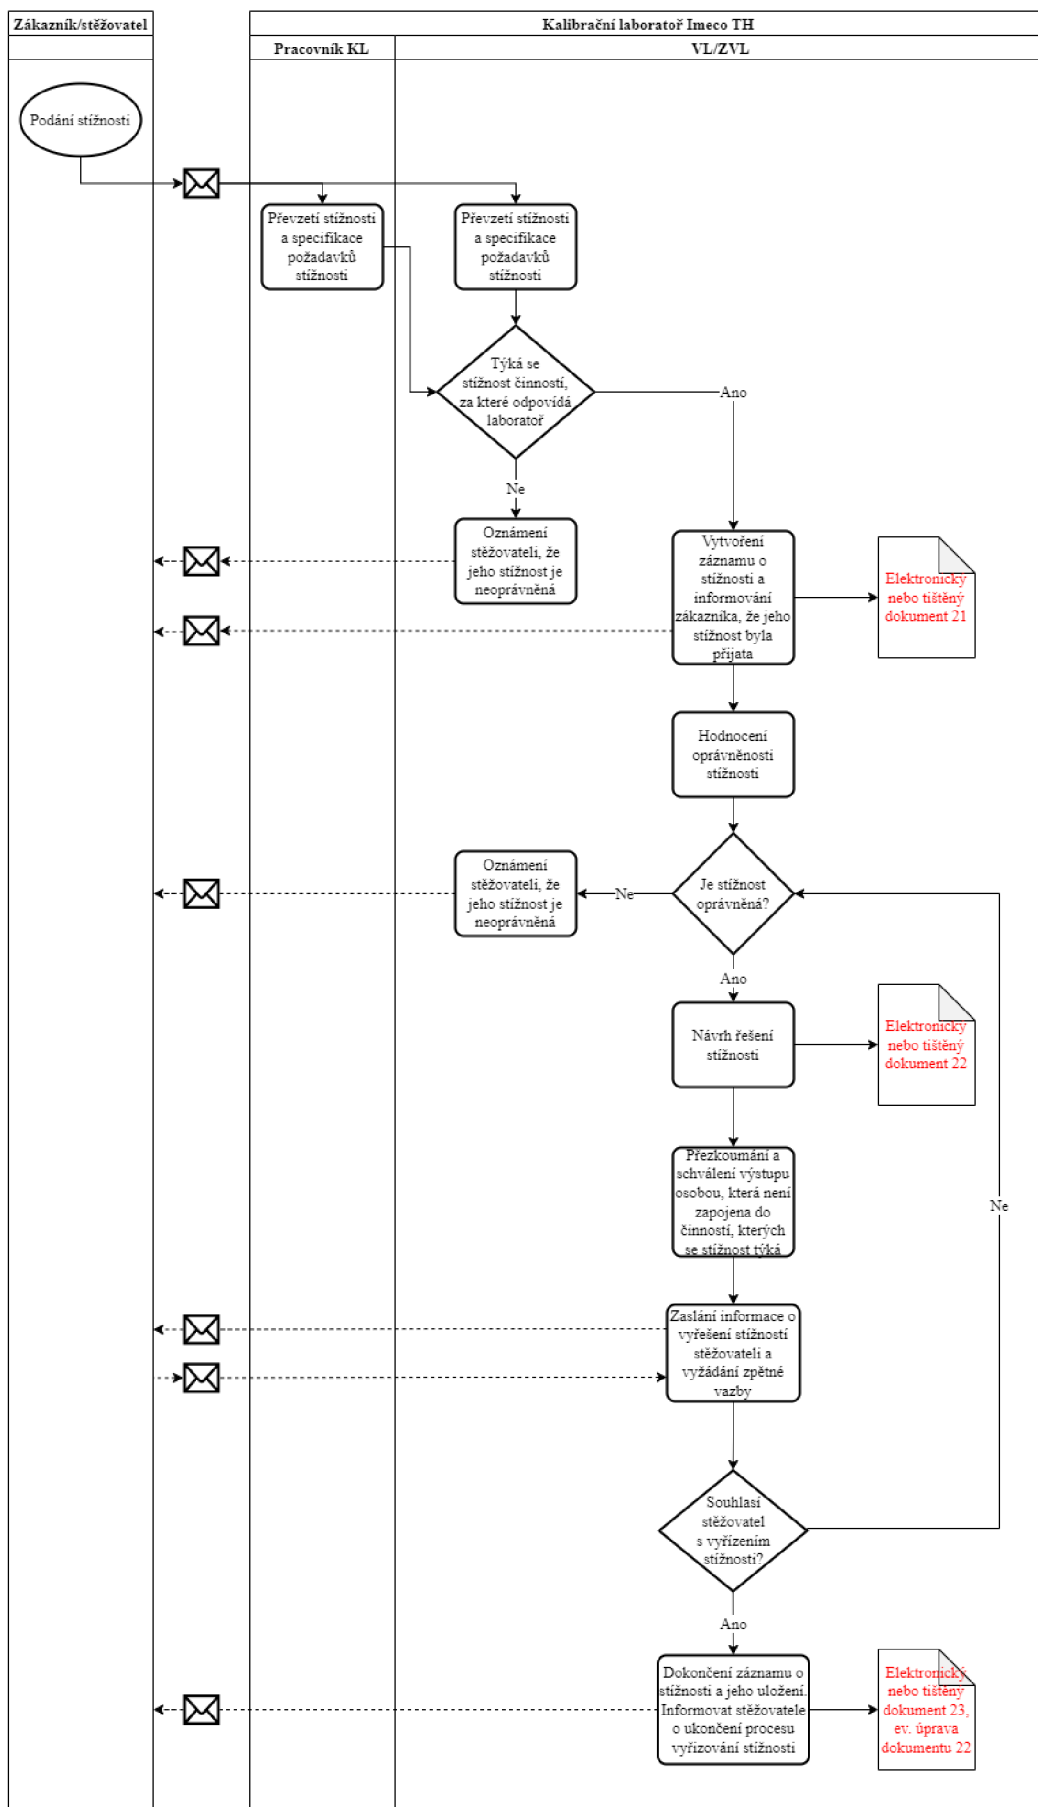 Zákazník/stěžovatel
Kalibrační laboratoř Imeco TH
Pracovník KL
VL/ZVL
Podání stížnosti
Převzetí stížnosti
a specifikace
požadavků
stížnosti
Převzetí stížnosti
a specifikace
požadavků
stížnosti
Týká se
stížnost činností,
za které odpovídá
laboratoř
Ano
Ne
Oznámení
stěžovateli, že
jeho stížnost je
neoprávněná
Vytvoření
záznamu o
stížnosti a
informování
zákazníka, že jeho
stížnost byla
přijata
Elektronický
nebo tištěný
dokument 21
Hodnocení
oprávněnosti
stížnosti
Oznámení
stěžovateli, že
jeho stížnost je
neoprávněná
Ne
Je stížnost
oprávněná?
Ano
Návrh řešení
stížnosti
Elektronický
nebo tištěný
dokument 22
Přezkoumání a
schválení výstupu
osobou, která není
zapojena do
činností, kterých
se stížnost týká
Ne
Zaslání informace o
vyřešení stížností
stěžovateli a
vyžádání zpětné
vazby
Souhlasí
stěžovatel
s vyřízením
stížnosti?
Ano
Dokončení záznamu o
stížnosti a jeho uložení.
Informovat stěžovatele
o ukončení procesu
vyřizování stížnosti
Elektronický
nebo tištěný
dokument 23,
ev. úprava
dokumentu 22